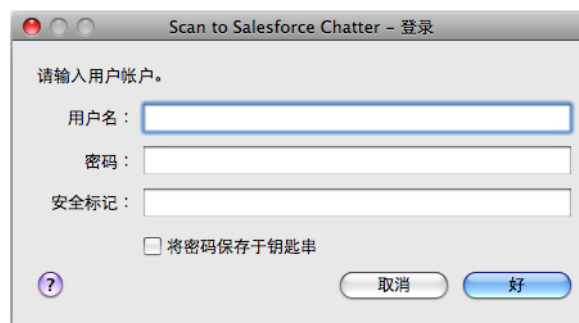 Scan to Salesforce Chatter – 登录
请输入用户帐户。
用户名：
密码：
安全标记：
将密码保存于钥匙串
? 取消 好